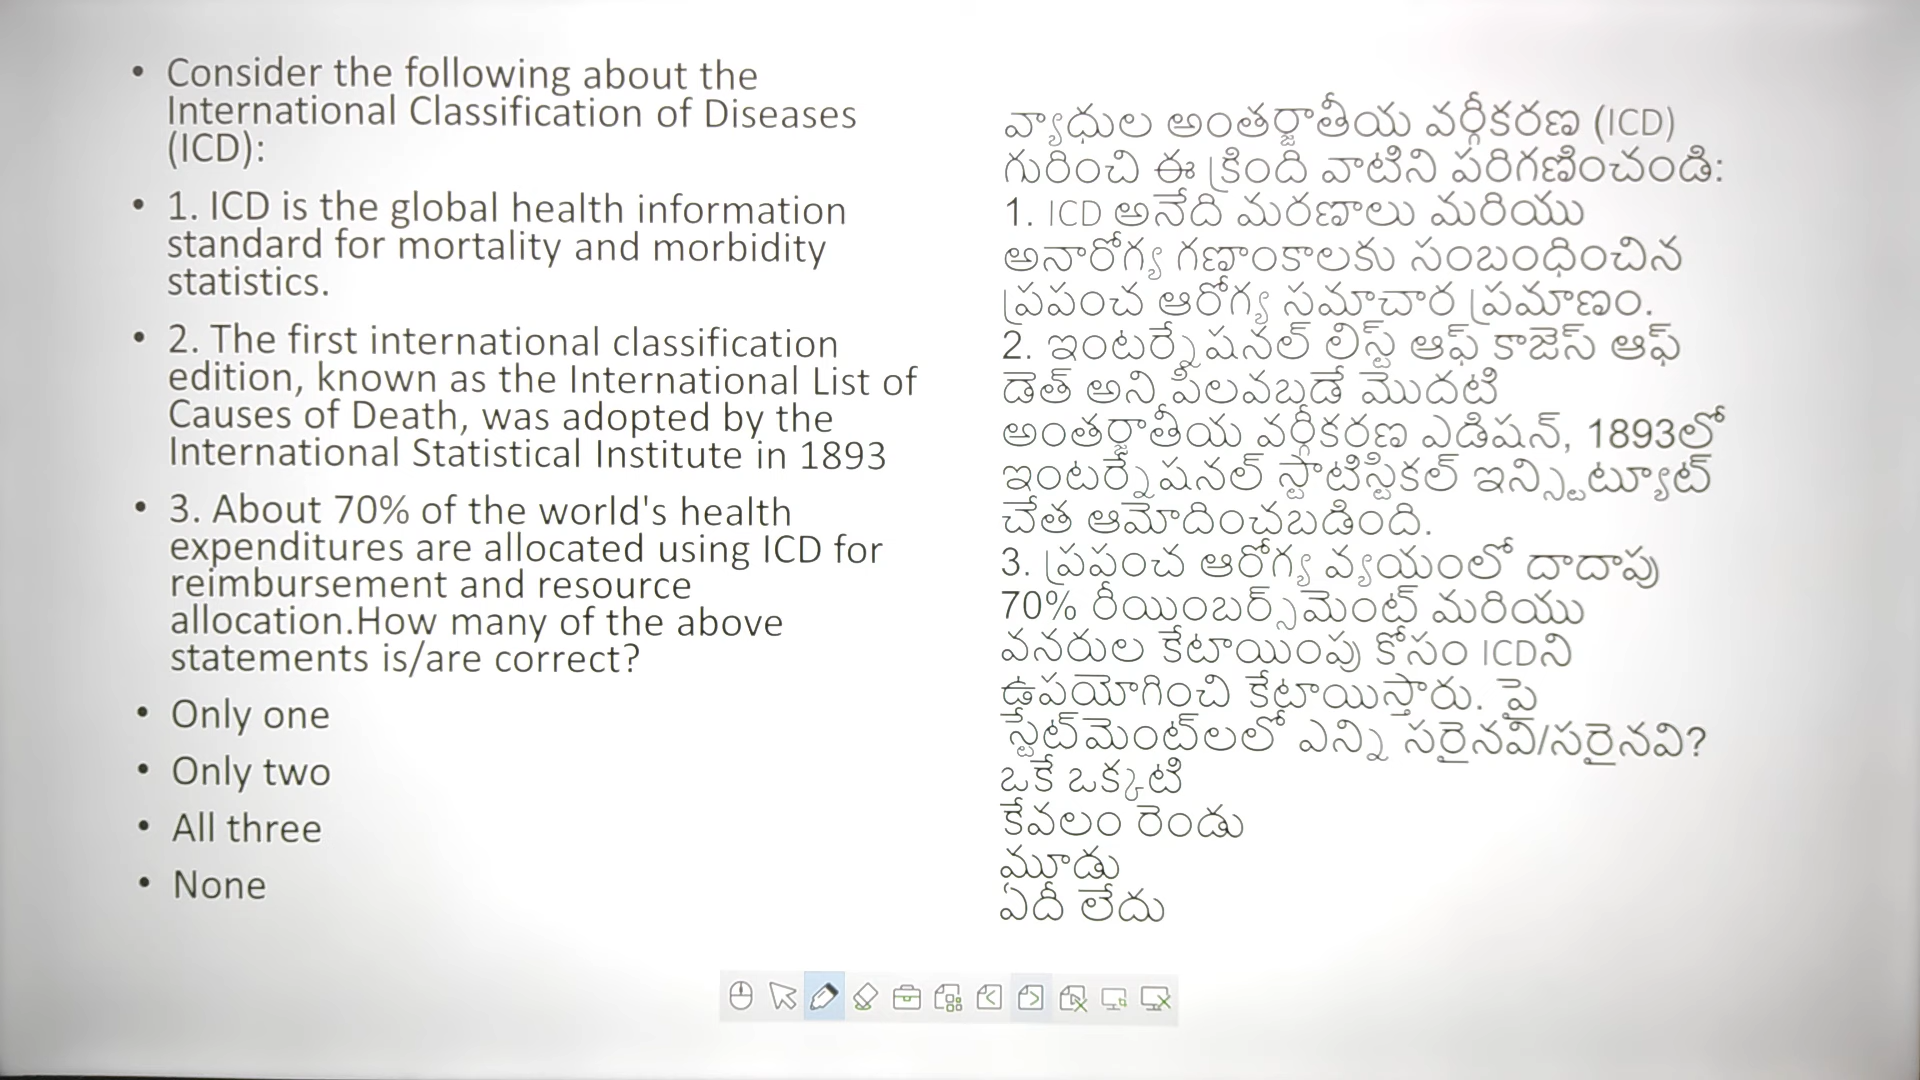 • Consider the following about the
International Classification of Diseases
(ICD):
• 1. ICD is the global health information
standard for mortality and morbidity
statistics.
• 2. The first international classification
edition, known as the International List of
Causes of Death, was adopted by the
International Statistical Institute in 1893
• 3. About 70% of the world's health
expenditures are allocated using ICD for
reimbursement and resource
allocation.How many of the above
statements is/are correct?
• Only one
• Only two
• All three
• None
వ్యాధుల అంతర్జాతీయ వర్గీకరణ (ICD)
గురించి ఈ క్రింది వాటిని పరిగణించండి:
1. ICD అనేది మరణాలు మరియు
అనారోగ్య గణాంకాలకు సంబంధించిన
ప్రపంచ ఆరోగ్య సమాచార ప్రమాణం.
2. ఇంటర్నేషనల్ లిస్ట్ ఆఫ్ కాజెస్ ఆఫ్
డెత్ అని పిలవబడే మొదటి
అంతర్జాతీయ వర్గీకరణ ఎడిషన్, 1893లో
ఇంటర్నేషనల్ స్టాటిస్టికల్ ఇన్స్టిట్యూట్
చేత ఆమోదించబడింది.
3. ప్రపంచ ఆరోగ్య వ్యయంలో దాదాపు
70% రీయింబర్స్‌మెంట్ మరియు
వనరుల కేటాయింపు కోసం ICDని
ఉపయోగించి కేటాయిస్తారు. పై
స్టేట్‌మెంట్‌లలో ఎన్ని సరైనవి/సరైనవి?
ఒకే ఒక్కటి
కేవలం రెండు
మూడు
ఏదీ లేదు